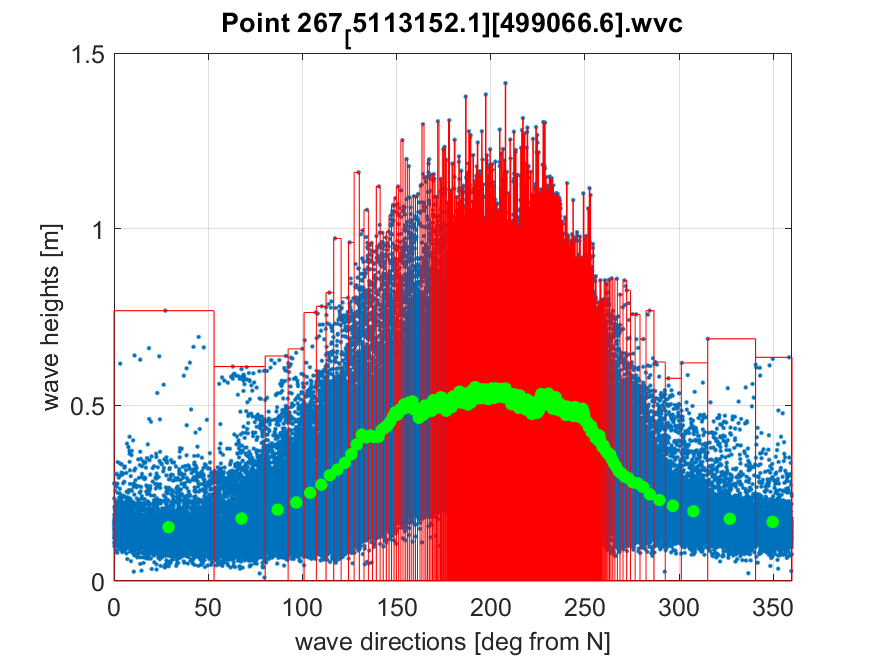 Point 267[5113152.1][499066.6].wvc
1.5
1
0.5
0
wave heights [m]
0 50 100 150 200 250 300 350
wave directions [deg from N]